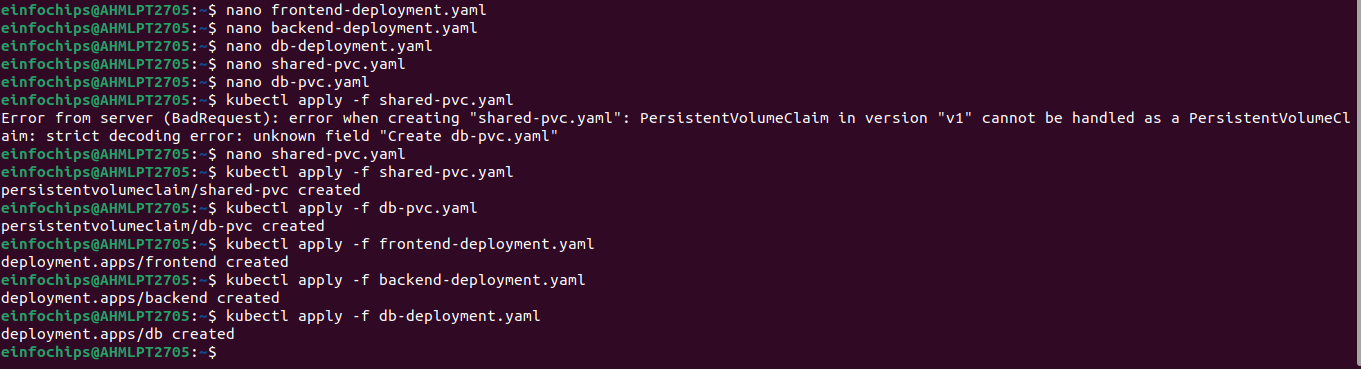 einfochips@AHMLPT2705:~$ nano frontend-deployment.yaml
einfochips@AHMLPT2705:~$ nano backend-deployment.yaml
einfochips@AHMLPT2705:~$ nano db-deployment.yaml
einfochips@AHMLPT2705:~$ nano shared-pvc.yaml
einfochips@AHMLPT2705:~$ nano db-pvc.yaml
einfochips@AHMLPT2705:~$ kubectl apply -f shared-pvc.yaml
Error from server (BadRequest): error when creating "shared-pvc.yaml": PersistentVolumeClaim in version "v1" cannot be handled as a PersistentVolumeCl
aim: strict decoding error: unknown field "Create db-pvc.yaml"
einfochips@AHMLPT2705:~$ nano shared-pvc.yaml
einfochips@AHMLPT2705:~$ kubectl apply -f shared-pvc.yaml
persistentvolumeclaim/shared-pvc created
einfochips@AHMLPT2705:~$ kubectl apply -f db-pvc.yaml
persistentvolumeclaim/db-pvc created
einfochips@AHMLPT2705:~$ kubectl apply -f frontend-deployment.yaml
deployment.apps/frontend created
einfochips@AHMLPT2705:~$ kubectl apply -f backend-deployment.yaml
deployment.apps/backend created
einfochips@AHMLPT2705:~$ kubectl apply -f db-deployment.yaml
deployment.apps/db created
einfochips@AHMLPT2705:~$